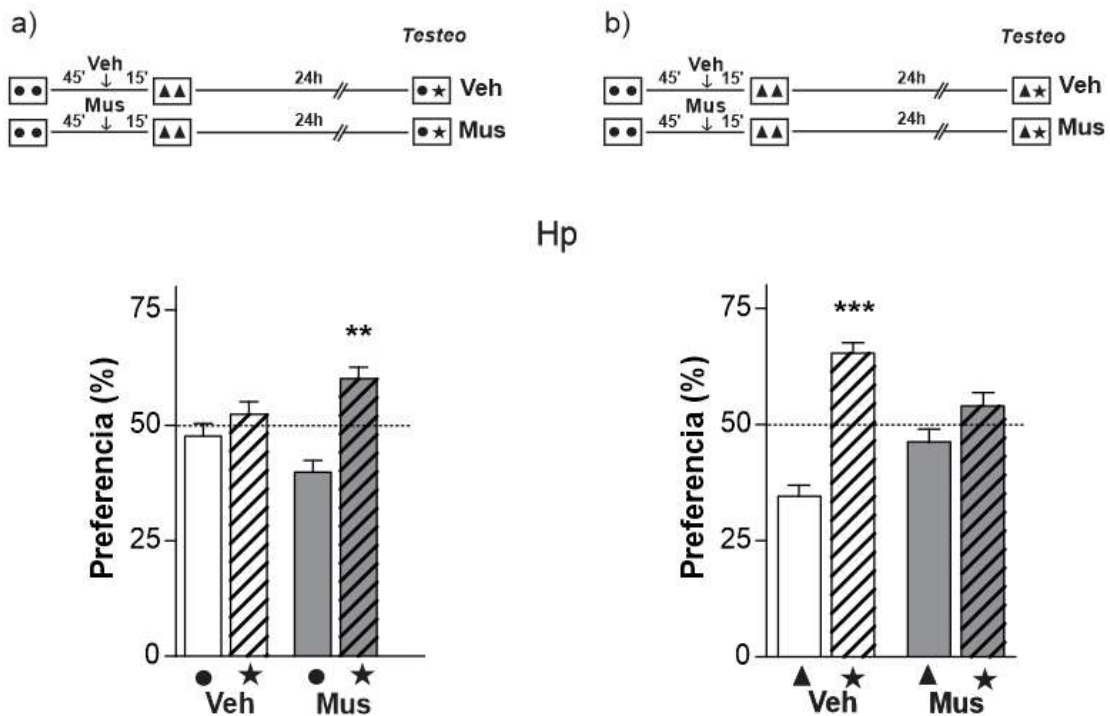 a)
Testeo
45' Veh 15' 24h Veh
45' Mus 15' 24h Mus
b)
Testeo
45' Veh 15' 24h Veh
45' Mus 15' 24h Mus
Hp
Preferencia (%)
75
50
25
0
**
Veh Mus
Preferencia (%)
75
50
25
0
***
Veh Mus